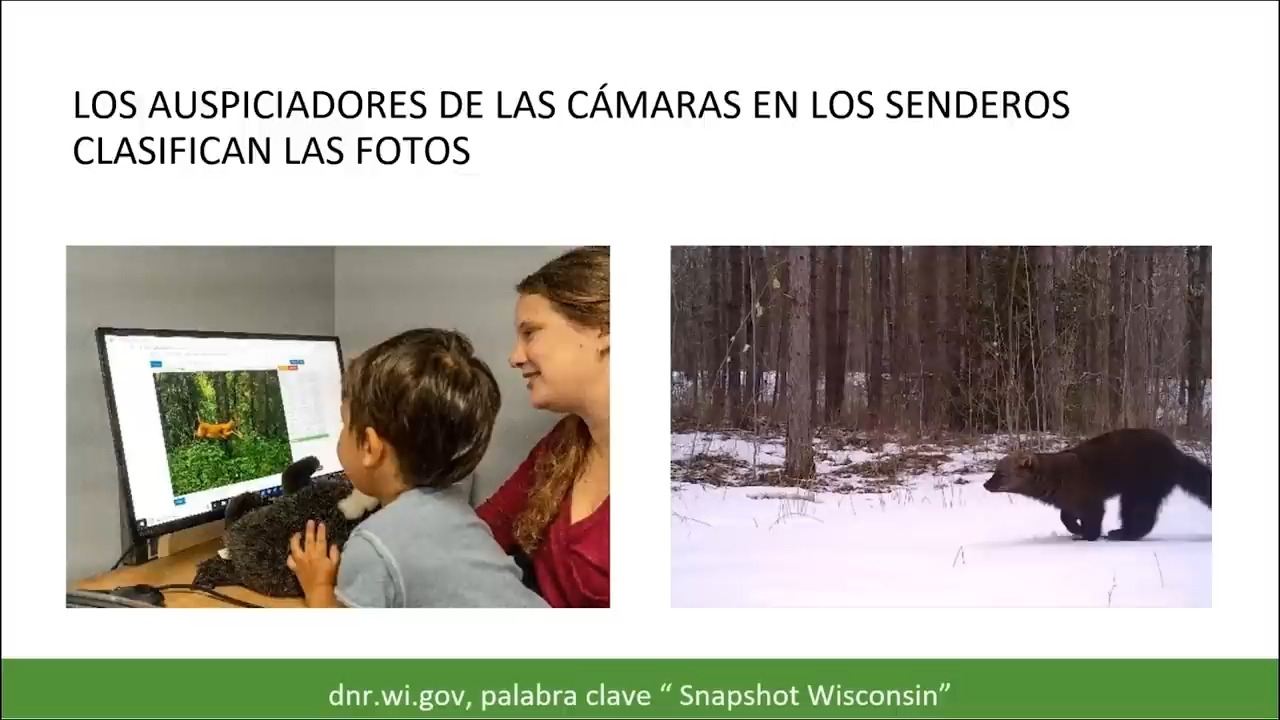 LOS AUSPICIADORES DE LAS CÁMARAS EN LOS SENDEROS
CLASIFICAN LAS FOTOS
dnr.wi.gov, palabra clave “ Snapshot Wisconsin”